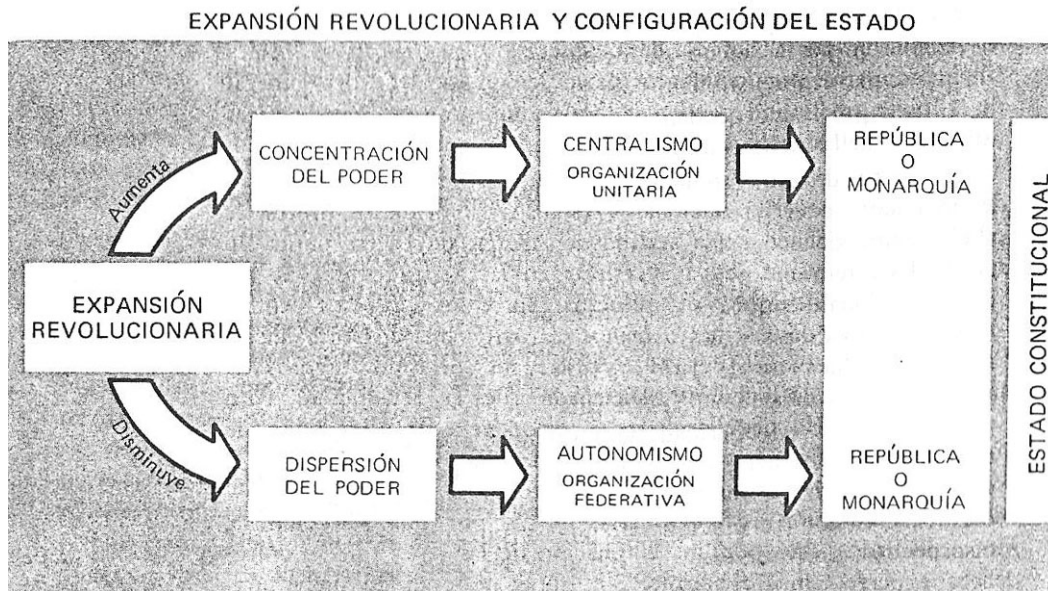 EXPANSIÓN REVOLUCIONARIA Y CONFIGURACIÓN DEL ESTADO
Aumenta
CONCENTRACIÓN
DEL PODER
CENTRALISMO
ORGANIZACIÓN
UNITARIA
REPÚBLICA
O
MONARQUÍA
EXPANSIÓN
REVOLUCIONARIA
Disminuye
DISPERSIÓN
DEL PODER
AUTONOMISMO
ORGANIZACIÓN
FEDERATIVA
REPÚBLICA
O
MONARQUÍA
ESTADO CONSTITUCIONAL